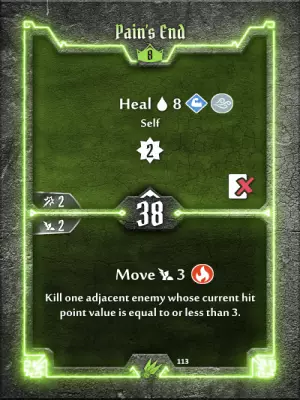 Pain's End
8
Heal 8
Self
2
2
38
2
Move 3
Kill one adjacent enemy whose current hit
point value is equal to or less than 3.
113